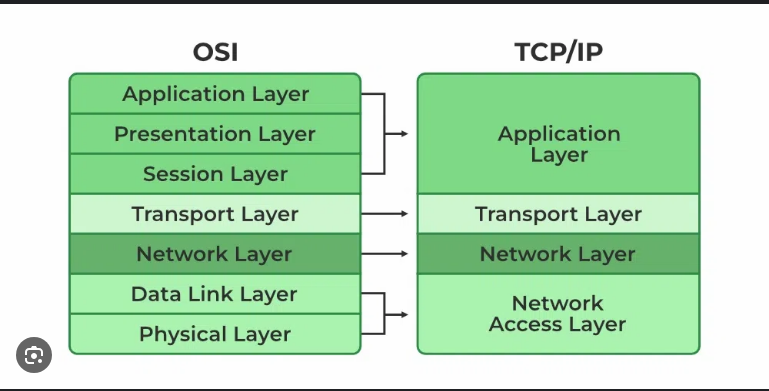 OSI
Application Layer
Presentation Layer
Session Layer
Transport Layer
Network Layer
Data Link Layer
Physical Layer
TCP/IP
Application
Layer
Transport Layer
Network Layer
Network
Access Layer